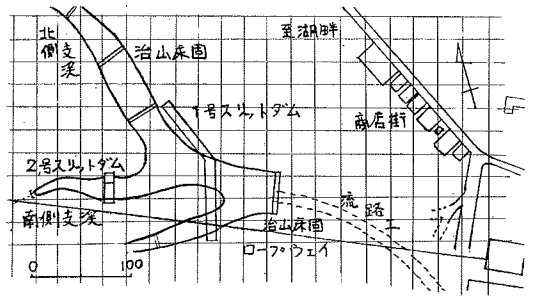 北側支渓
治山床固
至湖畔
1号スリットダム
商店街
2号スリットダム
南側支渓
流路工
治山床固
ロープウェイ
0 100